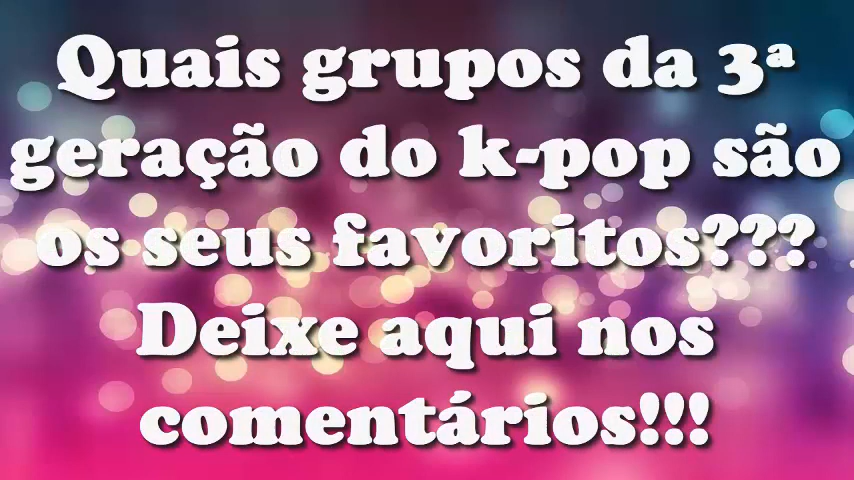 Quais grupos da 3ª
geração do k-pop são
os seus favoritos???
Deixe aqui nos
comentários!!!